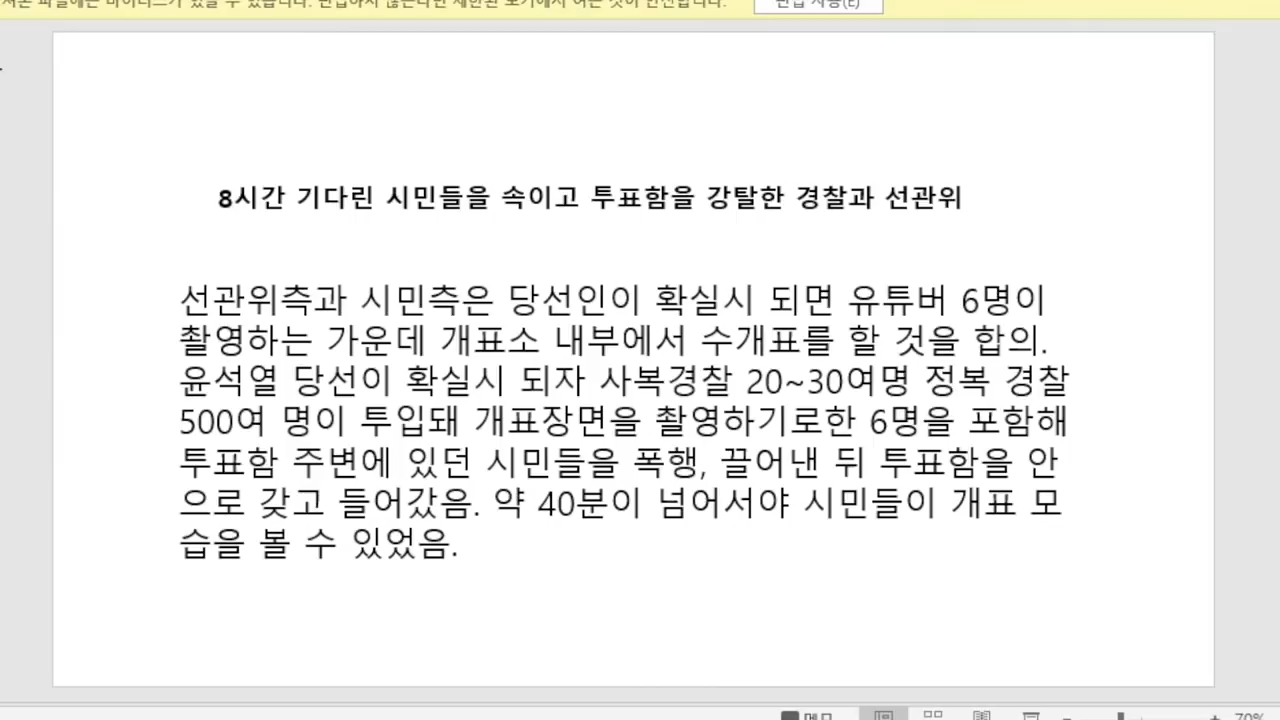 8시간 기다린 시민들을 속이고 투표함을 강탈한 경찰과 선관위
선관위측과 시민측은 당선인이 확실시 되면 유튜버 6명이
촬영하는 가운데 개표소 내부에서 수개표를 할 것을 합의.
윤석열 당선이 확실시 되자 사복경찰 20~30여명 정복 경찰
500여 명이 투입돼 개표장면을 촬영하기로한 6명을 포함해
투표함 주변에 있던 시민들을 폭행, 끌어낸 뒤 투표함을 안
으로 갖고 들어갔음. 약 40분이 넘어서야 시민들이 개표 모
습을 볼 수 있었음.
메모
70%